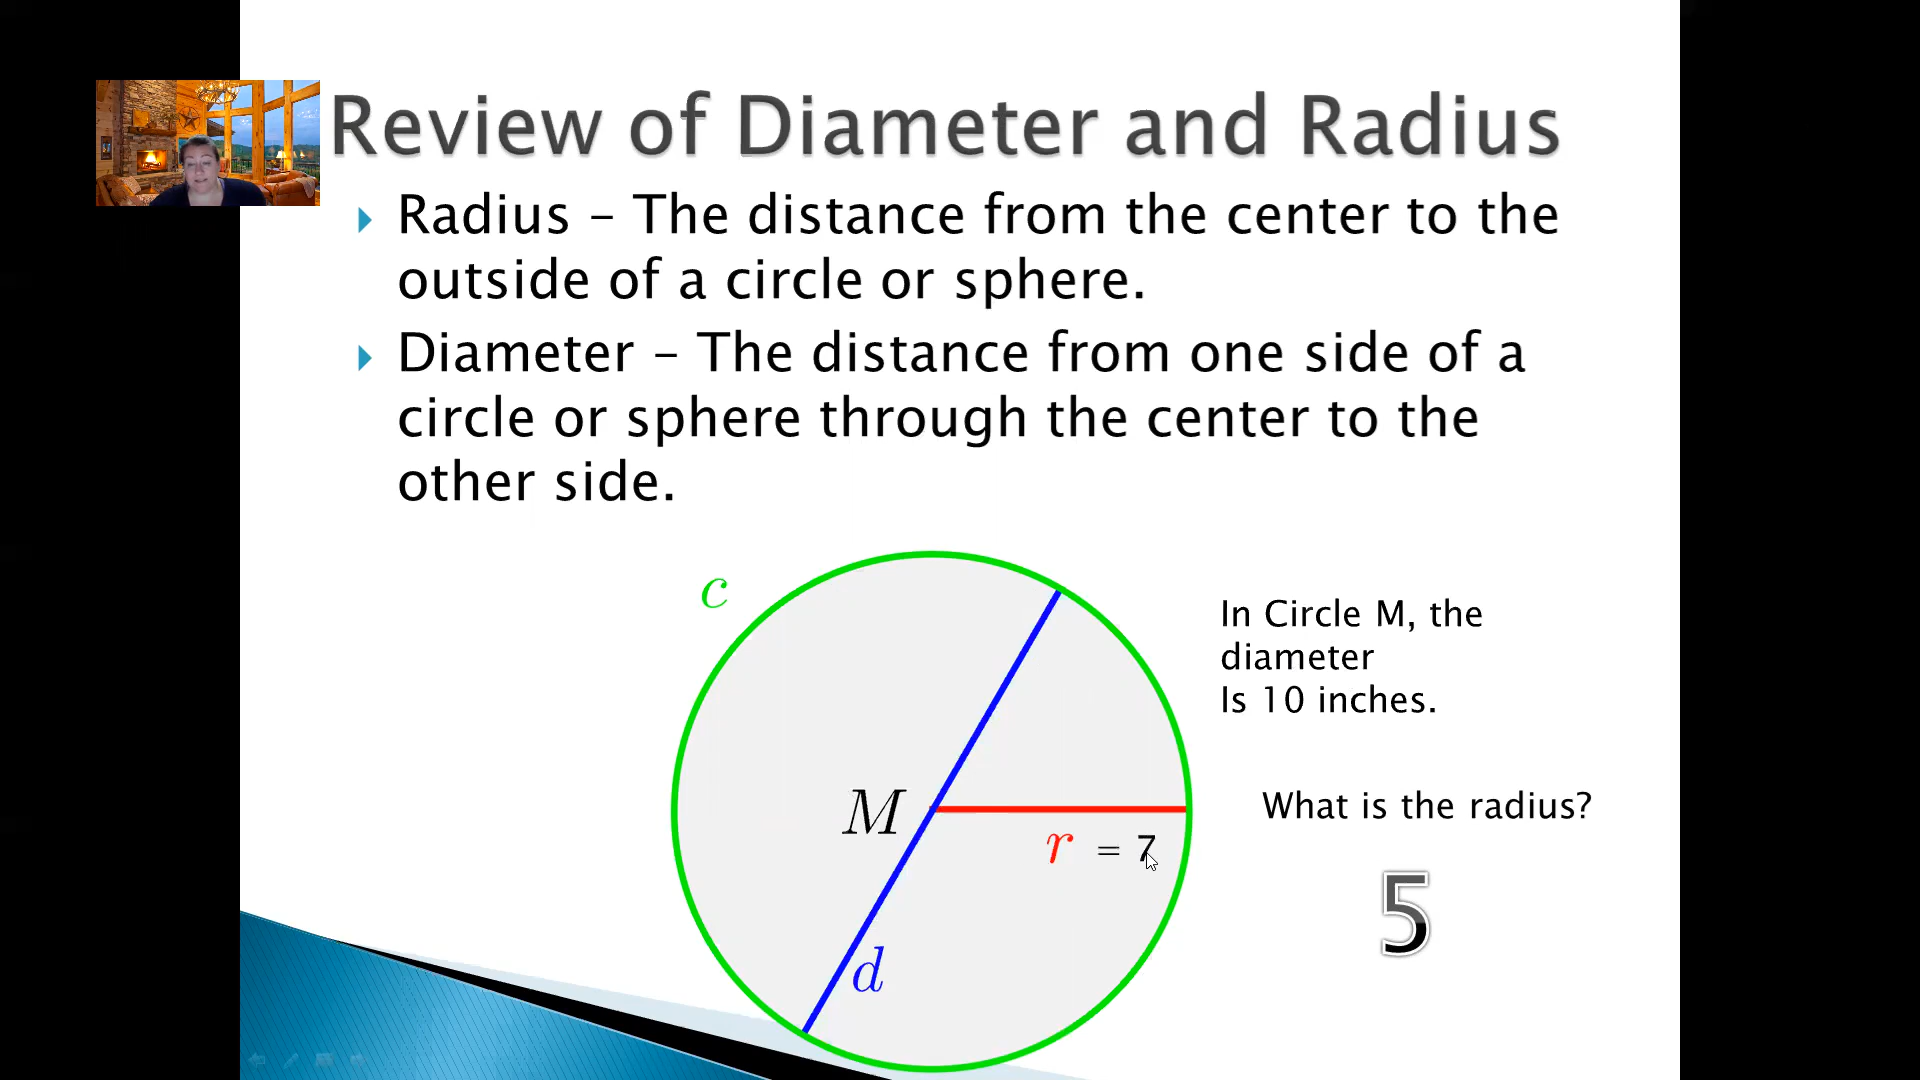 Review of Diameter and Radius
Radius – The distance from the center to the
outside of a circle or sphere.
Diameter – The distance from one side of a
circle or sphere through the center to the
other side.
c
In Circle M, the
diameter
Is 10 inches.
M
What is the radius?
r = 7
5
d